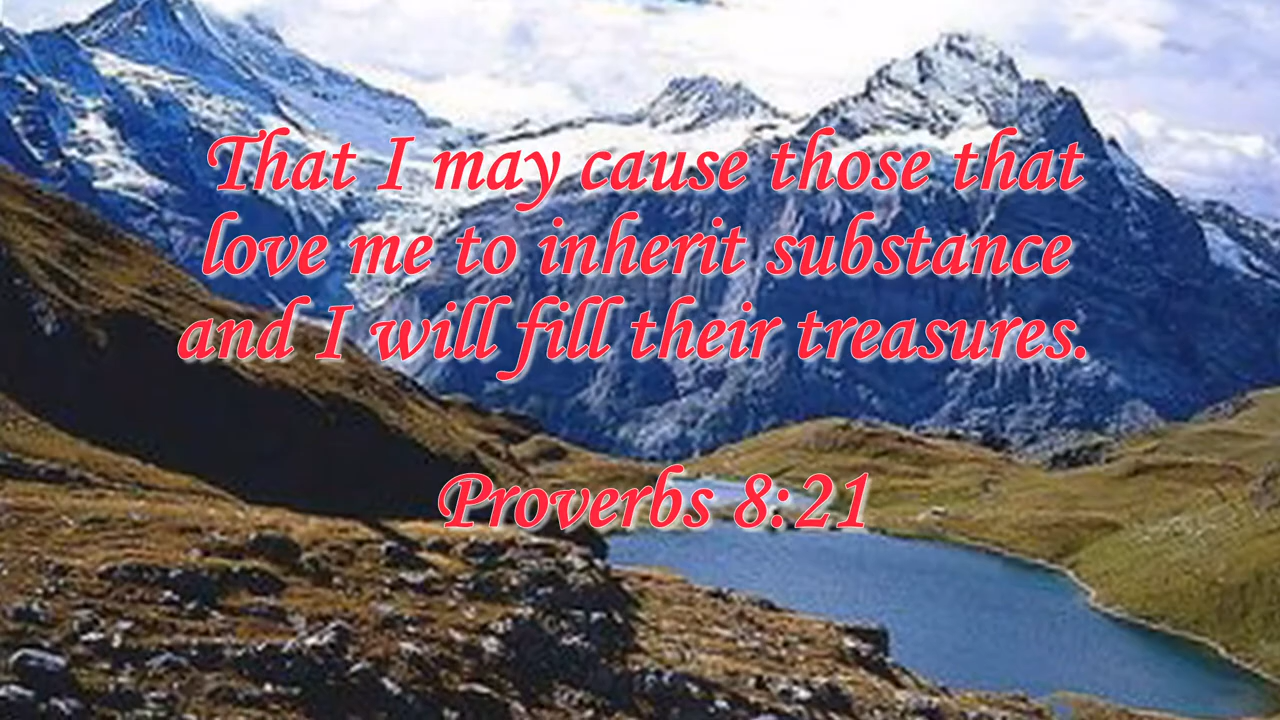 That I may cause those that
love me to inherit substance
and I will fill their treasures.
Proverbs 8:21